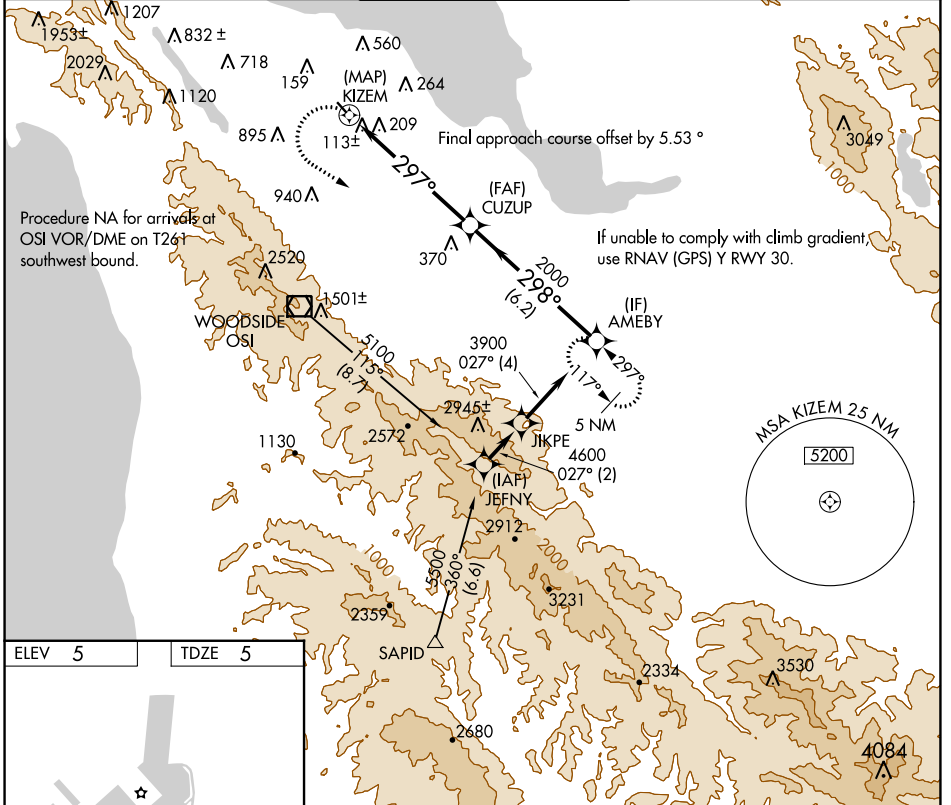 1207
1953±
832 ±
560
2029
718
159
(MAP)
KIZEM
264
1120
895
113±
209
3049
Final approach course offset by 5.53 °
1000
297°
940
(FAF)
CUZUP
Procedure NA for arrivals at
OSI VOR/DME on T261
southwest bound.
370
If unable to comply with climb gradient,
use RNAV (GPS) Y RWY 30.
2520
2000
298°
(6.2)
1501±
(IF)
AMEBY
WOODSIDE
OSI
5100
115°
(8.7)
3900
027° (4)
297°
117°
5 NM
2945±
2572
JIKPE
1130
4600
027° (2)
(IAF)
JEFNY
MSA KIZEM 25 NM
5200
2912
2000
1000
5500
360°
(6.6)
3231
2359
SAPID
ELEV 5
TDZE 5
2334
3530
2680
4084